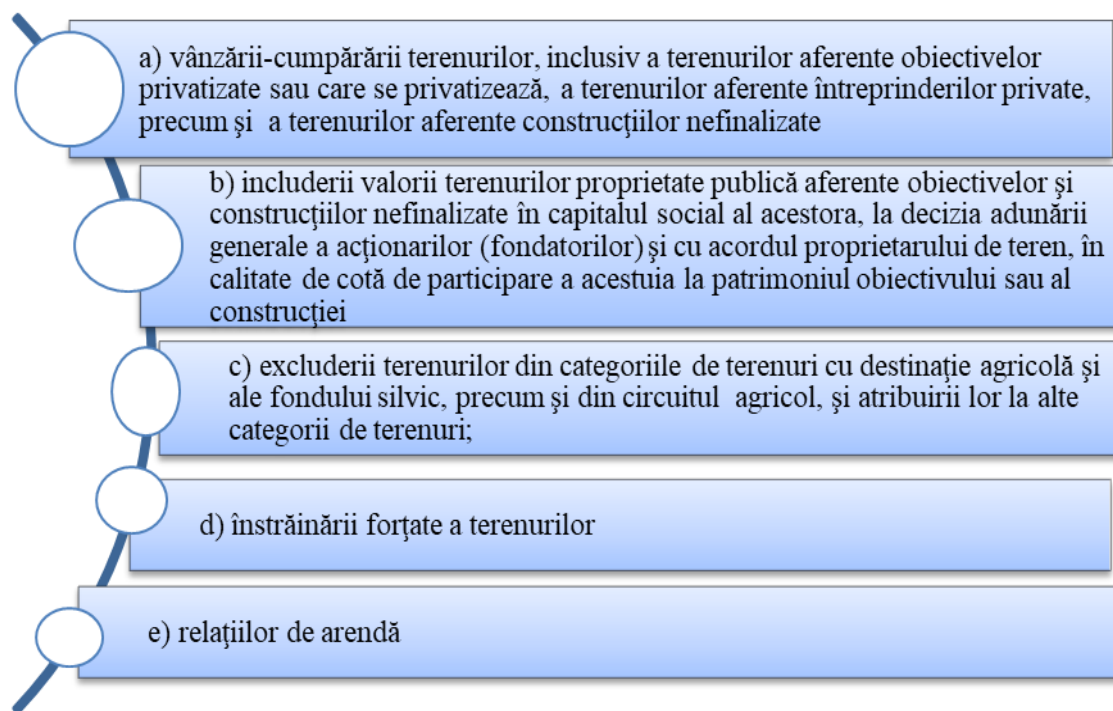 a) vânzării-cumpărării terenurilor, inclusiv a terenurilor aferente obiectivelor
privatizate sau care se privatizează, a terenurilor aferente întreprinderilor private,
precum şi a terenurilor aferente construcţiilor nefinalizate
b) includerii valorii terenurilor proprietate publică aferente obiectivelor şi
construcţiilor nefinalizate în capitalul social al acestora, la decizia adunării
generale a acţionarilor (fondatorilor) şi cu acordul proprietarului de teren, în
calitate de cotă de participare a acestuia la patrimoniul obiectivului sau al
construcţiei
c) excluderii terenurilor din categoriile de terenuri cu destinaţie agricolă şi
ale fondului silvic, precum şi din circuitul agricol, şi atribuirii lor la alte
categorii de terenuri;
d) înstrăinării forţate a terenurilor
e) relaţiilor de arendă